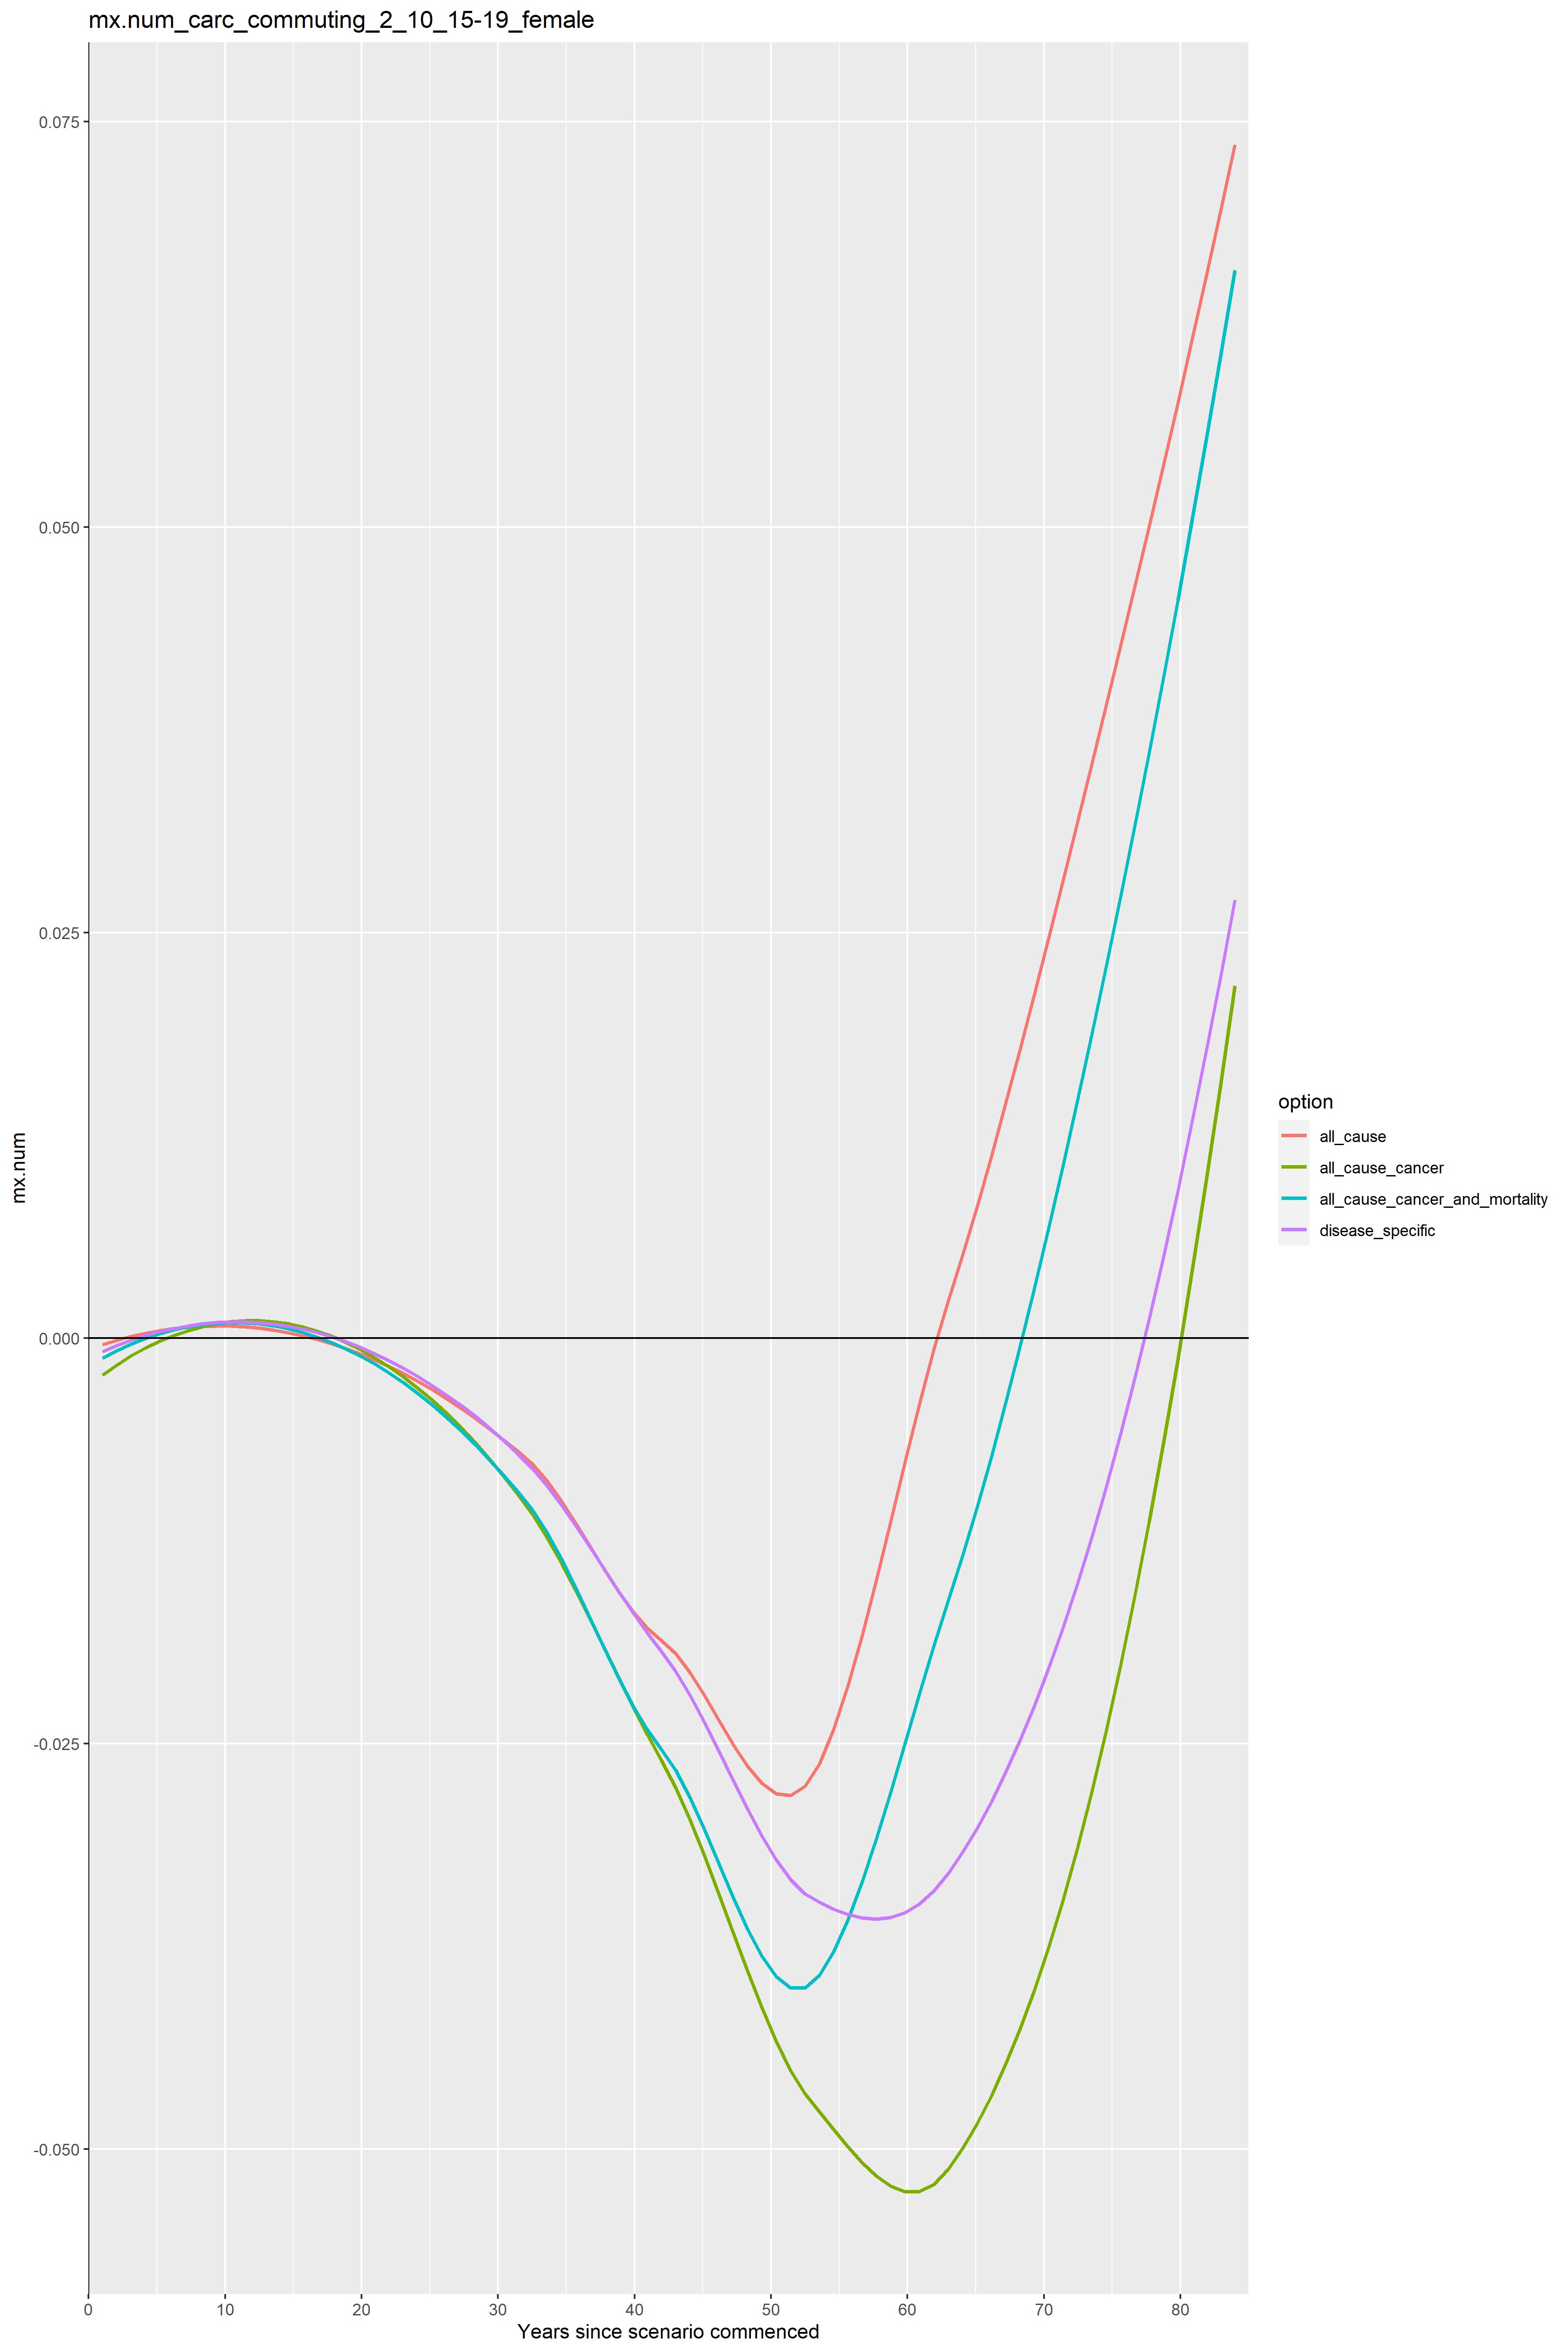 mx.num_carc_commuting_2_10_15-19_female
0.075
0.050
0.025
0.000
-0.025
-0.050
mx.num
0 10 20 30 40 50 60 70 80
Years since scenario commenced
option
all_cause
all_cause_cancer
all_cause_cancer_and_mortality
disease_specific